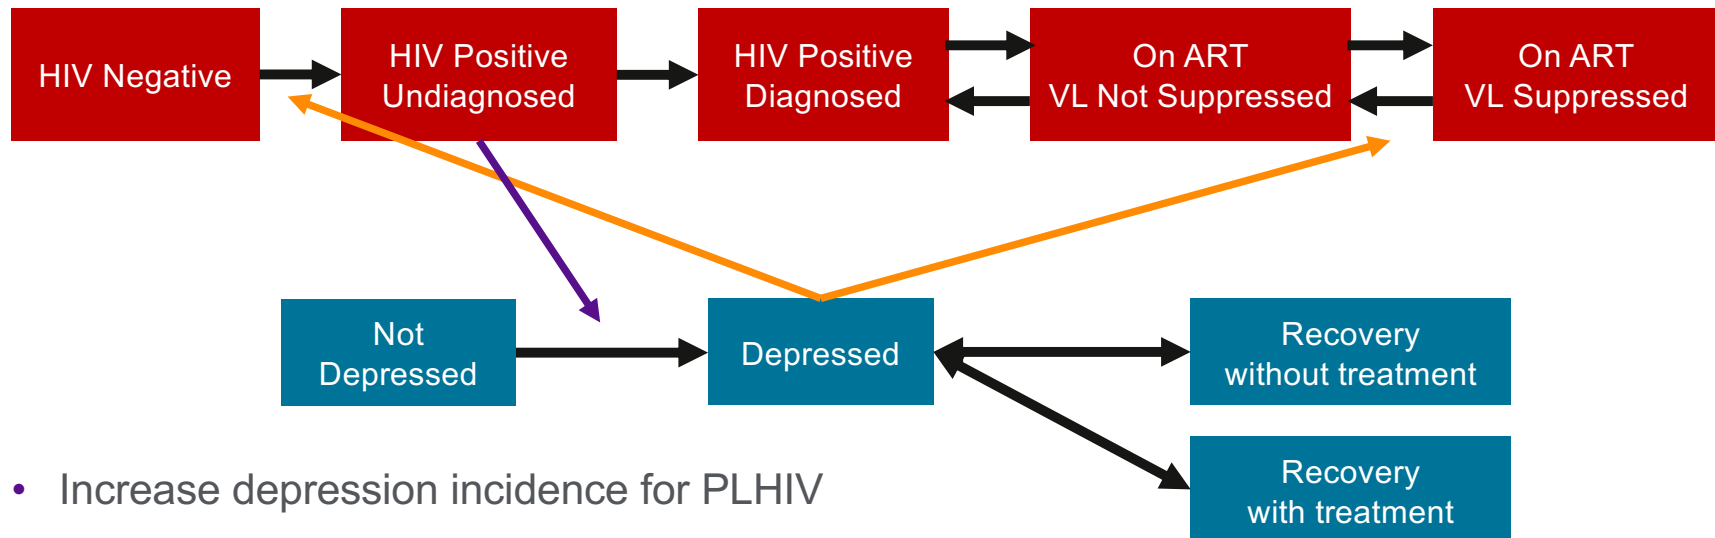 HIV Negative
HIV Positive
Undiagnosed
HIV Positive
Diagnosed
On ART
VL Not Suppressed
On ART
VL Suppressed
Not
Depressed
Depressed
Recovery
without treatment
Recovery
with treatment
• Increase depression incidence for PLHIV